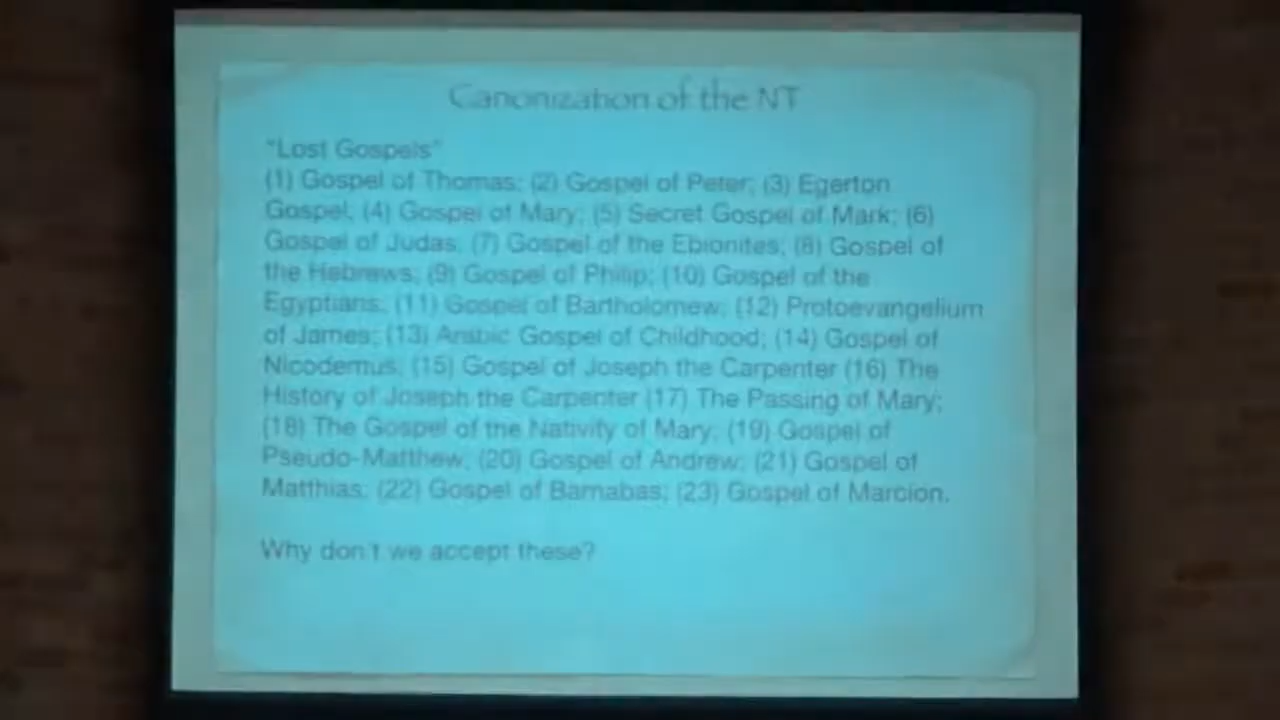 Canonization of the NT
"Lost Gospels"
(1) Gospel of Thomas; (2) Gospel of Peter; (3) Egerton
Gospel; (4) Gospel of Mary; (5) Secret Gospel of Mark; (6)
Gospel of Judas; (7) Gospel of the Ebionites; (8) Gospel of
the Hebrews; (9) Gospel of Philip; (10) Gospel of the
Egyptians; (11) Gospel of Bartholomew; (12) Protoevangelium
of James; (13) Arabic Gospel of Childhood; (14) Gospel of
Nicodemus; (15) Gospel of Joseph the Carpenter (16) The
History of Joseph the Carpenter (17) The Passing of Mary;
(18) The Gospel of the Nativity of Mary; (19) Gospel of
Pseudo-Matthew; (20) Gospel of Andrew; (21) Gospel of
Matthias; (22) Gospel of Barnabas; (23) Gospel of Marcion.
Why don't we accept these?